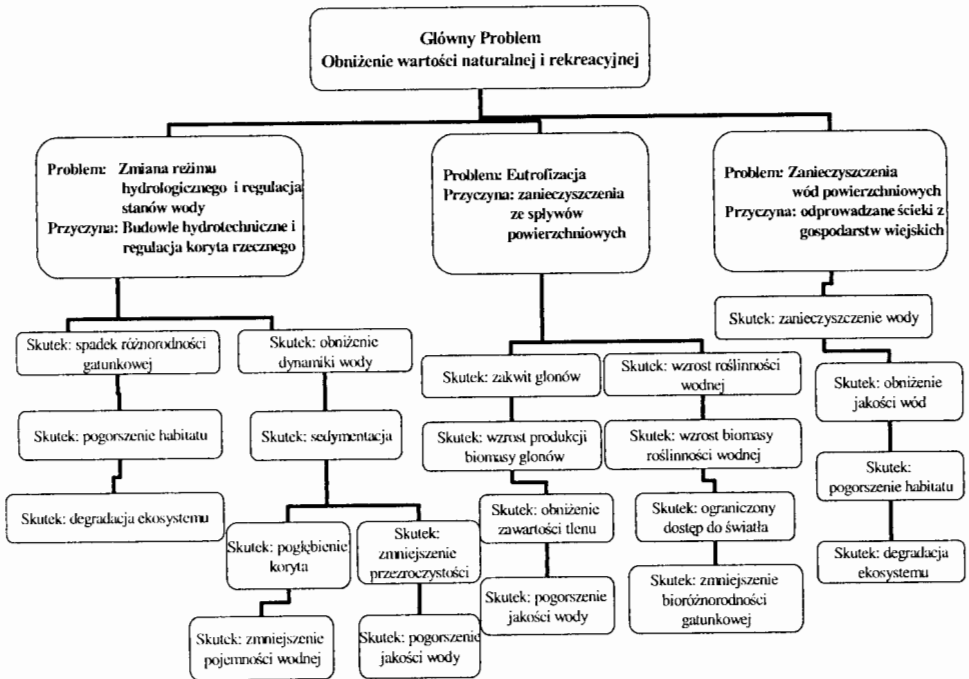 Główny Problem
Obniżenie wartości naturalnej i rekreacyjnej
Problem: Zmiana reżimu
hydrologicznego i regulacja
stanów wody
Przyczyna: Budowle hydrotechniczne i
regulacja koryta rzecznego
Problem: Eutrofizacja
Przyczyna: zanieczyszczenia
ze spływów
powierzchniowych
Problem: Zanieczyszczenia
wód powierzchniowych
Przyczyna: odprowadzane ścieki z
gospodarstw wiejskich
Skutek: spadek różnorodności
gatunkowej
Skutek: pogorszenie habitatu
Skutek: degradacja ekosystemu
Skutek: obniżenie
dynamiki wody
Skutek: sedymentacja
Skutek: pogłębienie
koryta
Skutek: zmniejszenie
pojemności wodnej
Skutek:
zmniejszenie
przezroczystości
Skutek: pogorszenie
jakości wody
Skutek: zakwit glonów
Skutek: wzrost produkcji
biomasy glonów
Skutek: obniżenie
zawartości tlenu
Skutek: pogorszenie
jakości wody
Skutek: wzrost roślinności
wodnej
Skutek: wzrost biomasy
roślinności wodnej
Skutek: ograniczony
dostęp do światła
Skutek: zmniejszenie
bioróżnorodności
gatunkowej
Skutek: zanieczyszczenie wody
Skutek: obniżenie
jakości wód
Skutek:
pogorszenie habitatu
Skutek: degradacja
ekosystemu